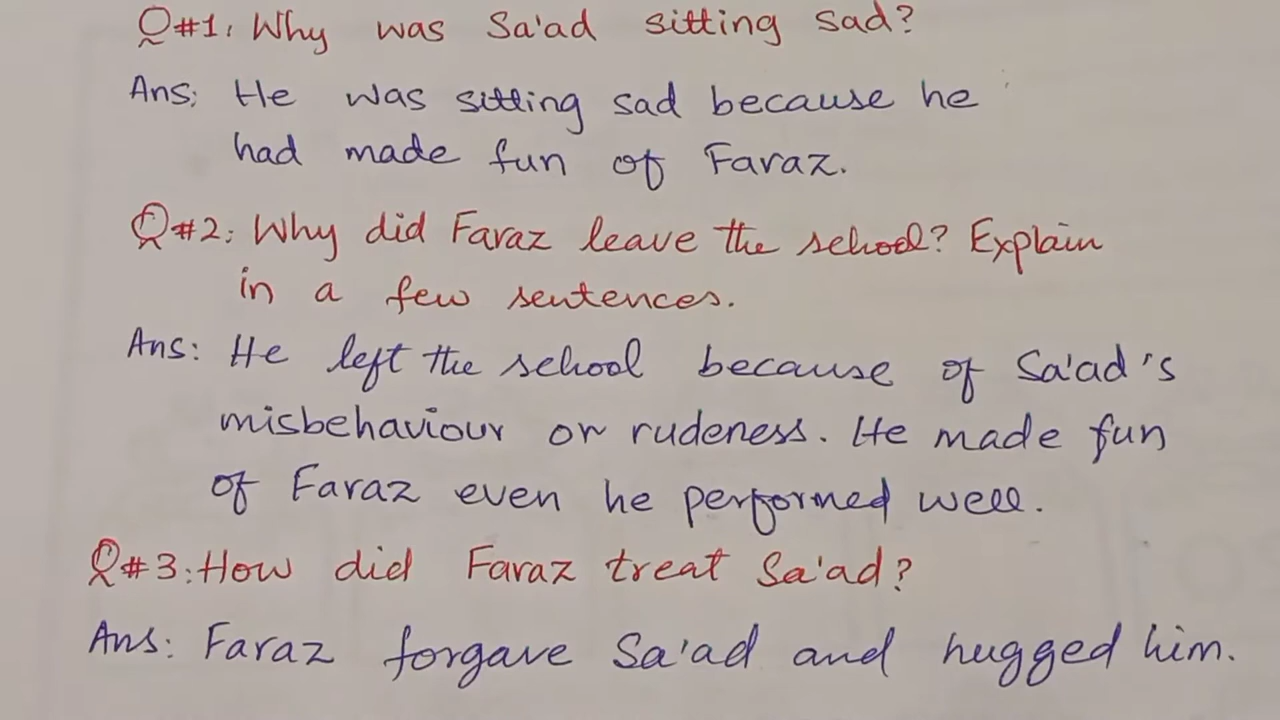 Q#1: Why was Sa'ad sitting sad?
Ans: He was sitting sad because he
had made fun of Faraz.
Q#2: Why did Faraz leave the school? Explain
in a few sentences.
Ans: He left the school because of Sa'ad's
misbehaviour or rudeness. He made fun
of Faraz even he performed well.
Q#3: How did Faraz treat Sa'ad?
Ans: Faraz forgave Sa'ad and hugged him.